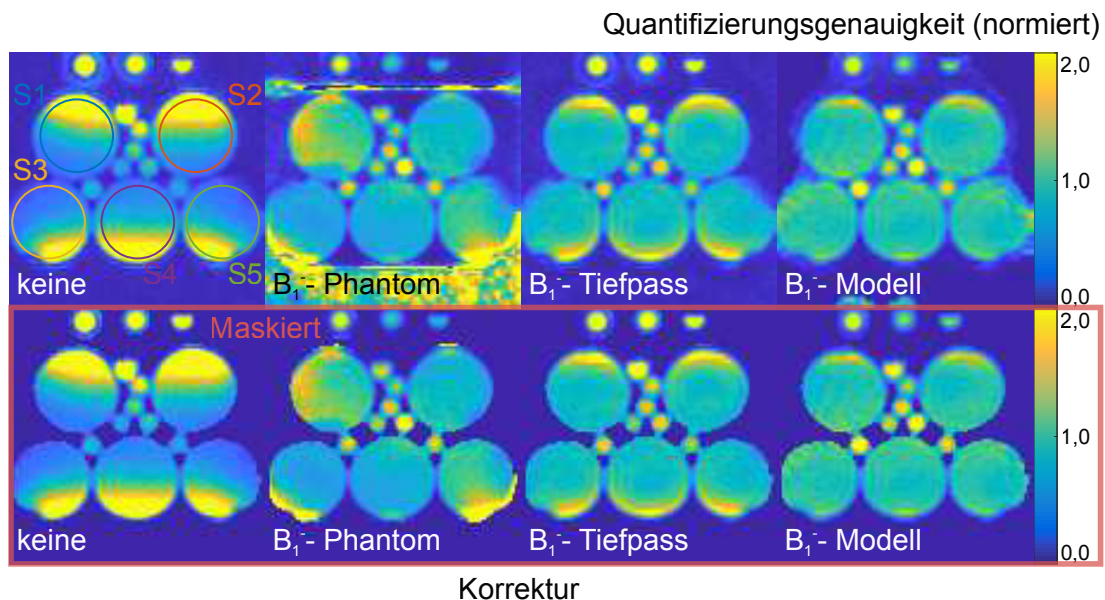 Quantifizierungsgenauigkeit (normiert)
S1 S2 2,0
S3 1,0
S4 S5
keine B₁⁻- Phantom B₁⁻- Tiefpass B₁⁻- Modell 0,0
Maskiert 2,0
1,0
keine B₁⁻- Phantom B₁⁻- Tiefpass B₁⁻- Modell 0,0
Korrektur